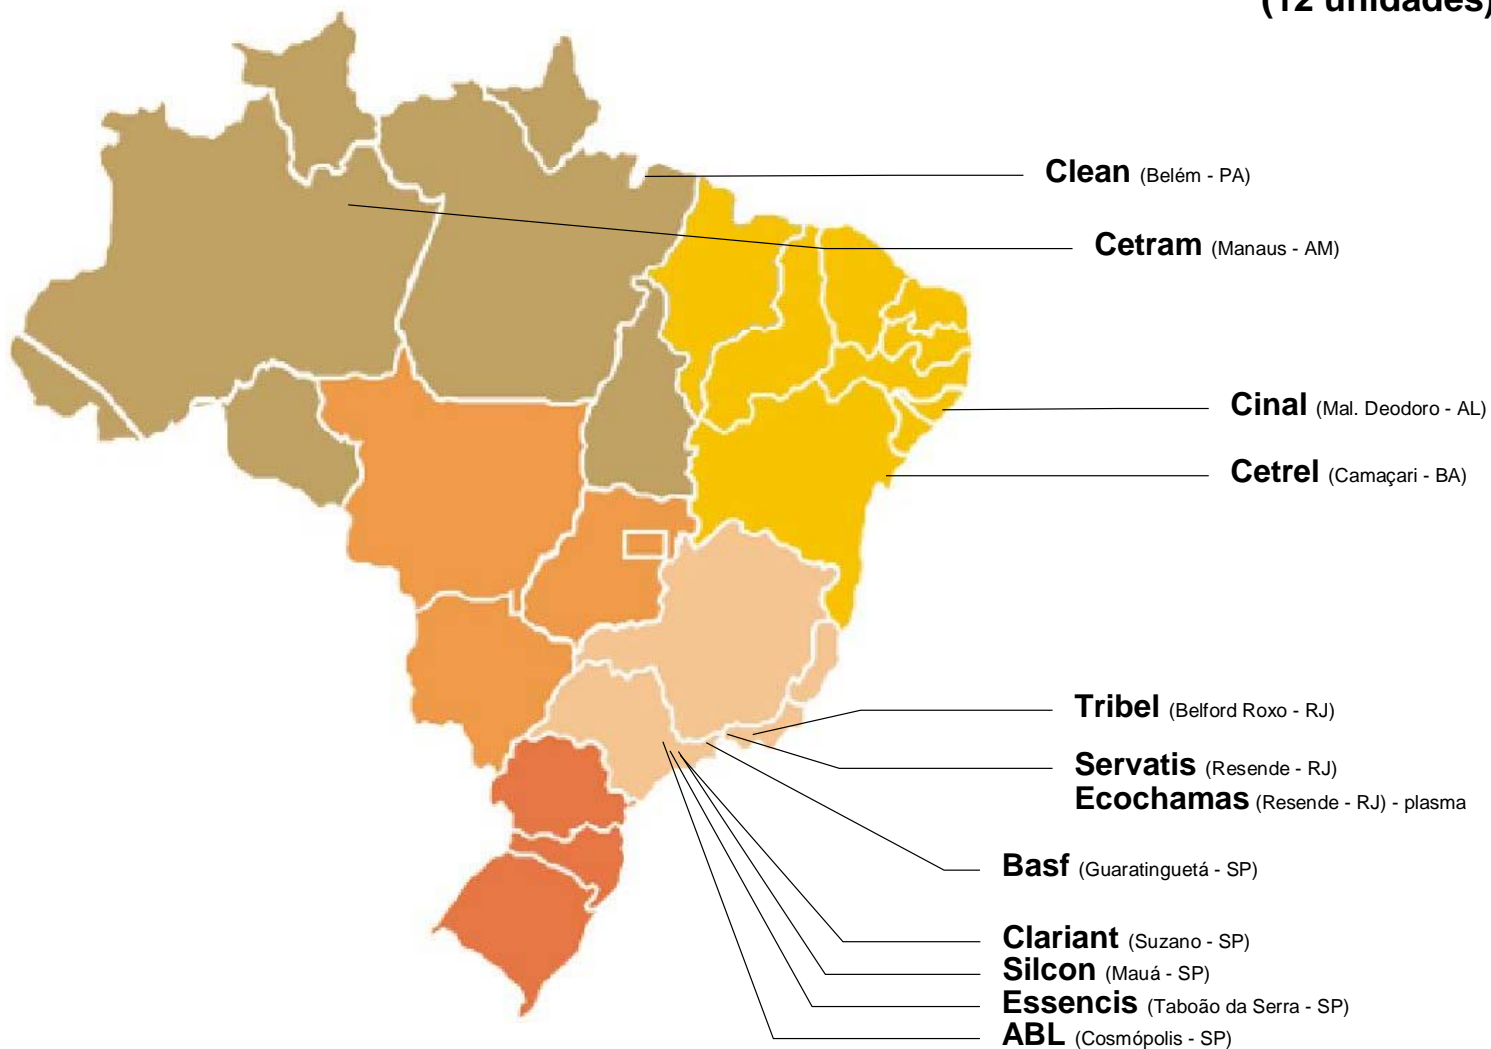 (12 unidades)
Clean (Belém - PA)
Cetram (Manaus - AM)
Cinal (Mal. Deodoro - AL)
Cetrel (Camaçari - BA)
Tribel (Belford Roxo - RJ)
Servatis (Resende - RJ)
Ecochamas (Resende - RJ) - plasma
Basf (Guaratinguetá - SP)
Clariant (Suzano - SP)
Silcon (Mauá - SP)
Essencis (Taboão da Serra - SP)
ABL (Cosmópolis - SP)